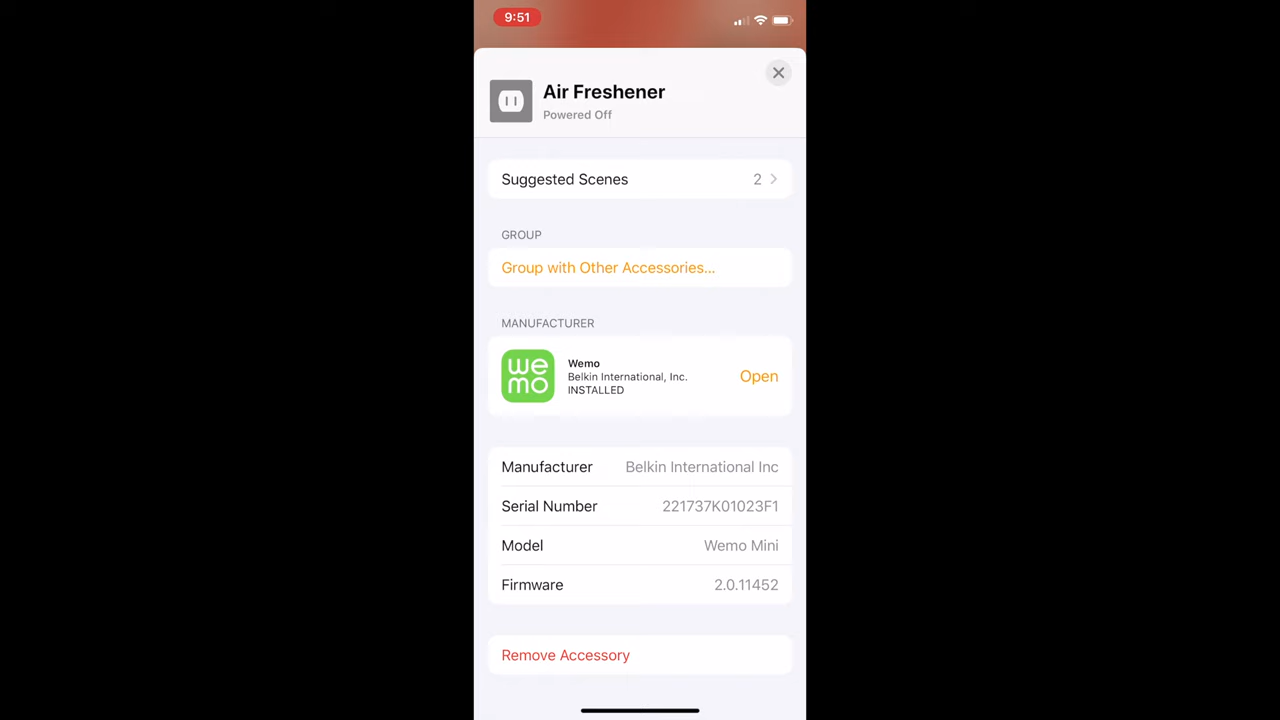 9:51
Air Freshener
Powered Off
Suggested Scenes 2
GROUP
Group with Other Accessories...
MANUFACTURER
we
mo
Wemo
Belkin International, Inc.
INSTALLED
Open
Manufacturer Belkin International Inc
Serial Number 221737K01023F1
Model Wemo Mini
Firmware 2.0.11452
Remove Accessory